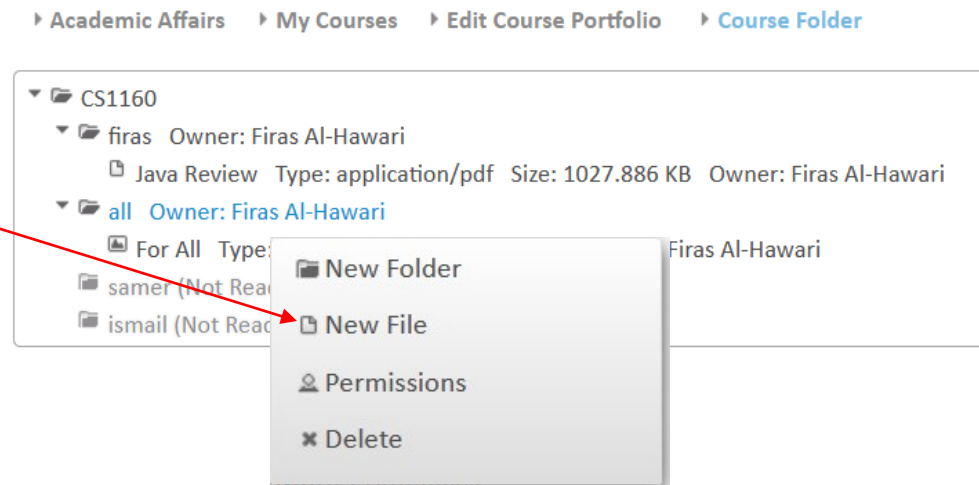 Academic Affairs My Courses Edit Course Portfolio Course Folder
CS1160
firas Owner: Firas Al-Hawari
Java Review Type: application/pdf Size: 1027.886 KB Owner: Firas Al-Hawari
all Owner: Firas Al-Hawari
For All Type: Firas Al-Hawari
samer (Not
ismail (Not
New Folder
New File
Permissions
Delete